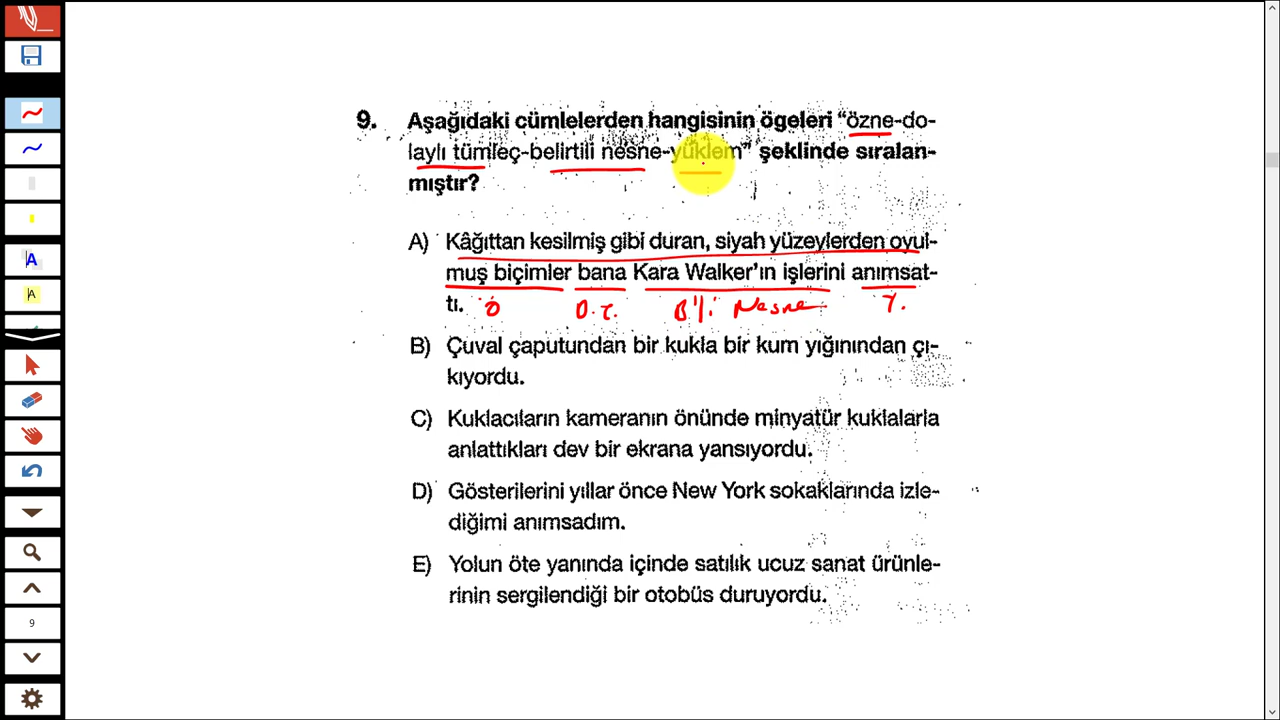 9. Aşağıdaki cümlelerden hangisinin ögeleri “özne-do-
laylı tümleç-belirtili nesne-yüklem” şeklinde sıralan-
mıştır?
A) Kâğıttan kesilmiş gibi duran, siyah yüzeylerden oyul-
muş biçimler bana Kara Walker’ın işlerini anımsat-
tı. Ö D.T. B'li Nesne Y.
B) Çuval çaputundan bir kukla bir kum yığınından çı-
kıyordu.
C) Kuklacıların kameranın önünde minyatür kuklalarla
anlattıkları dev bir ekrana yansıyordu.
D) Gösterilerini yıllar önce New York sokaklarında izle-
diğimi anımsadım.
E) Yolun öte yanında içinde satılık ucuz sanat ürünle-
rinin sergilendiği bir otobüs duruyordu.
A
A
9